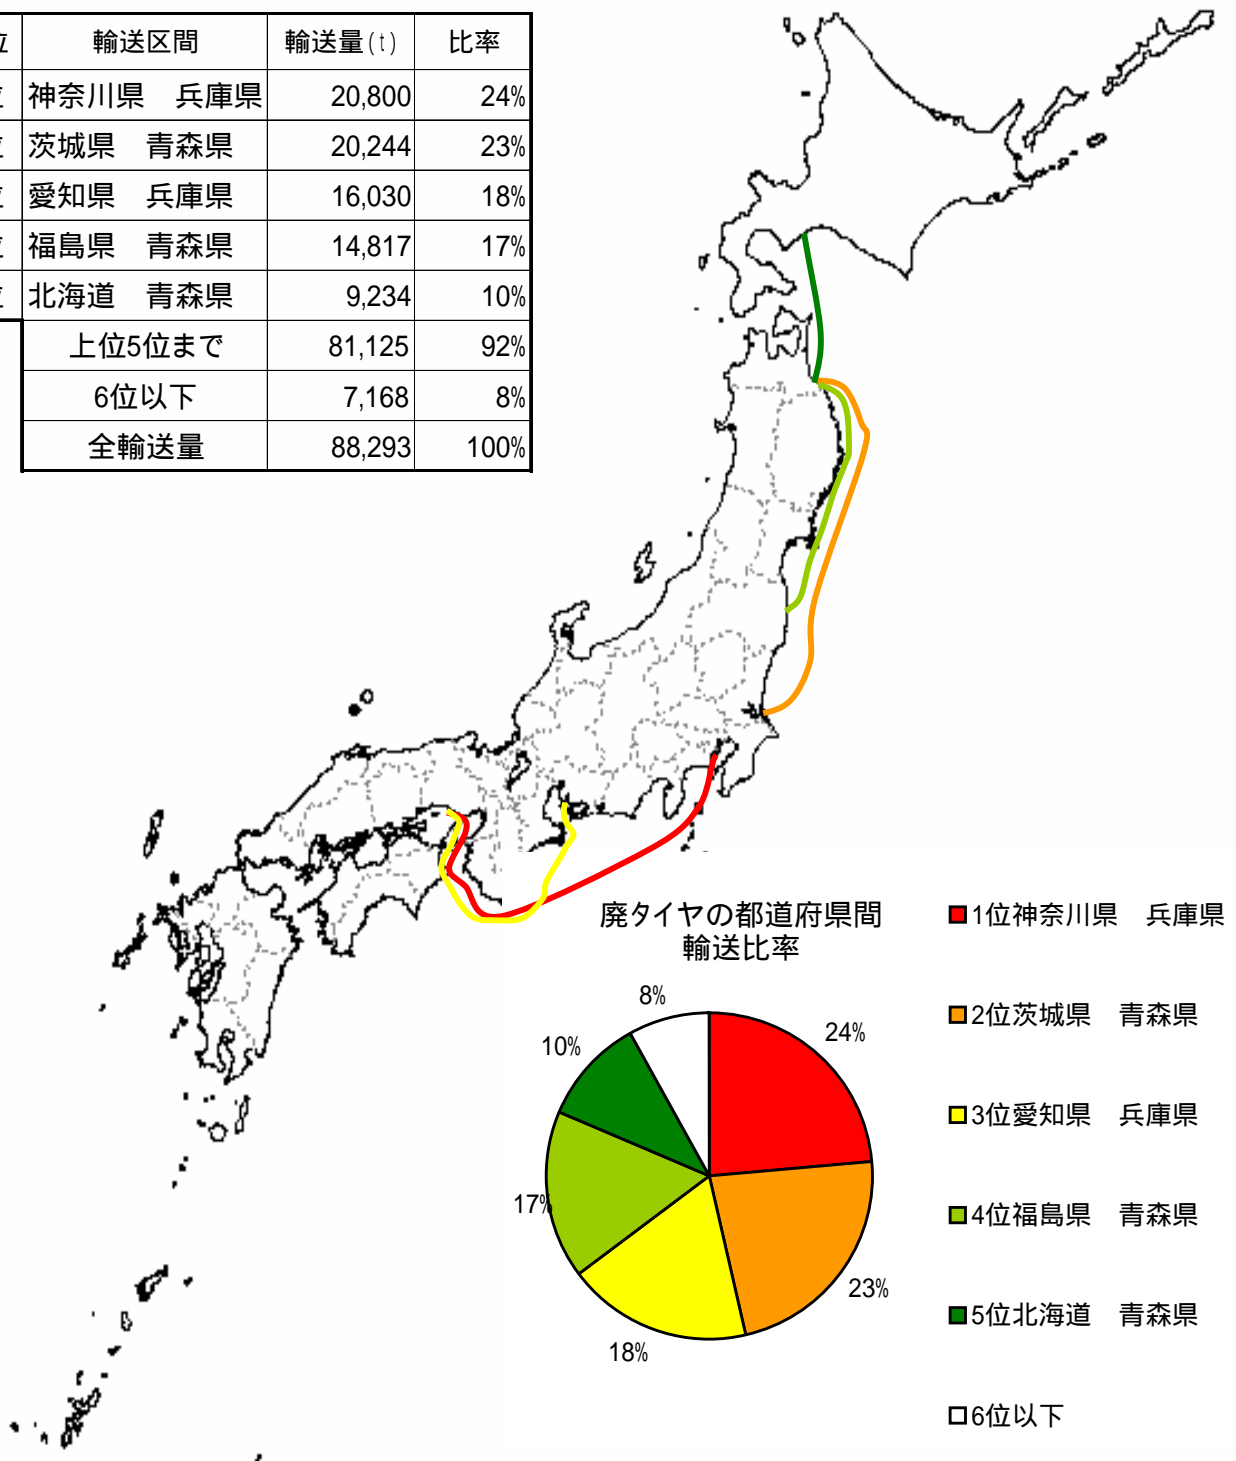 位 輸送区間 輸送量(t) 比率
位 神奈川県　兵庫県 20,800 24%
位 茨城県　青森県 20,244 23%
位 愛知県　兵庫県 16,030 18%
位 福島県　青森県 14,817 17%
位 北海道　青森県 9,234 10%
上位5位まで 81,125 92%
6位以下 7,168 8%
全輸送量 88,293 100%
廃タイヤの都道府県間
輸送比率
8%
24%
10%
17%
23%
18%
1位神奈川県　兵庫県
2位茨城県　青森県
3位愛知県　兵庫県
4位福島県　青森県
5位北海道　青森県
6位以下